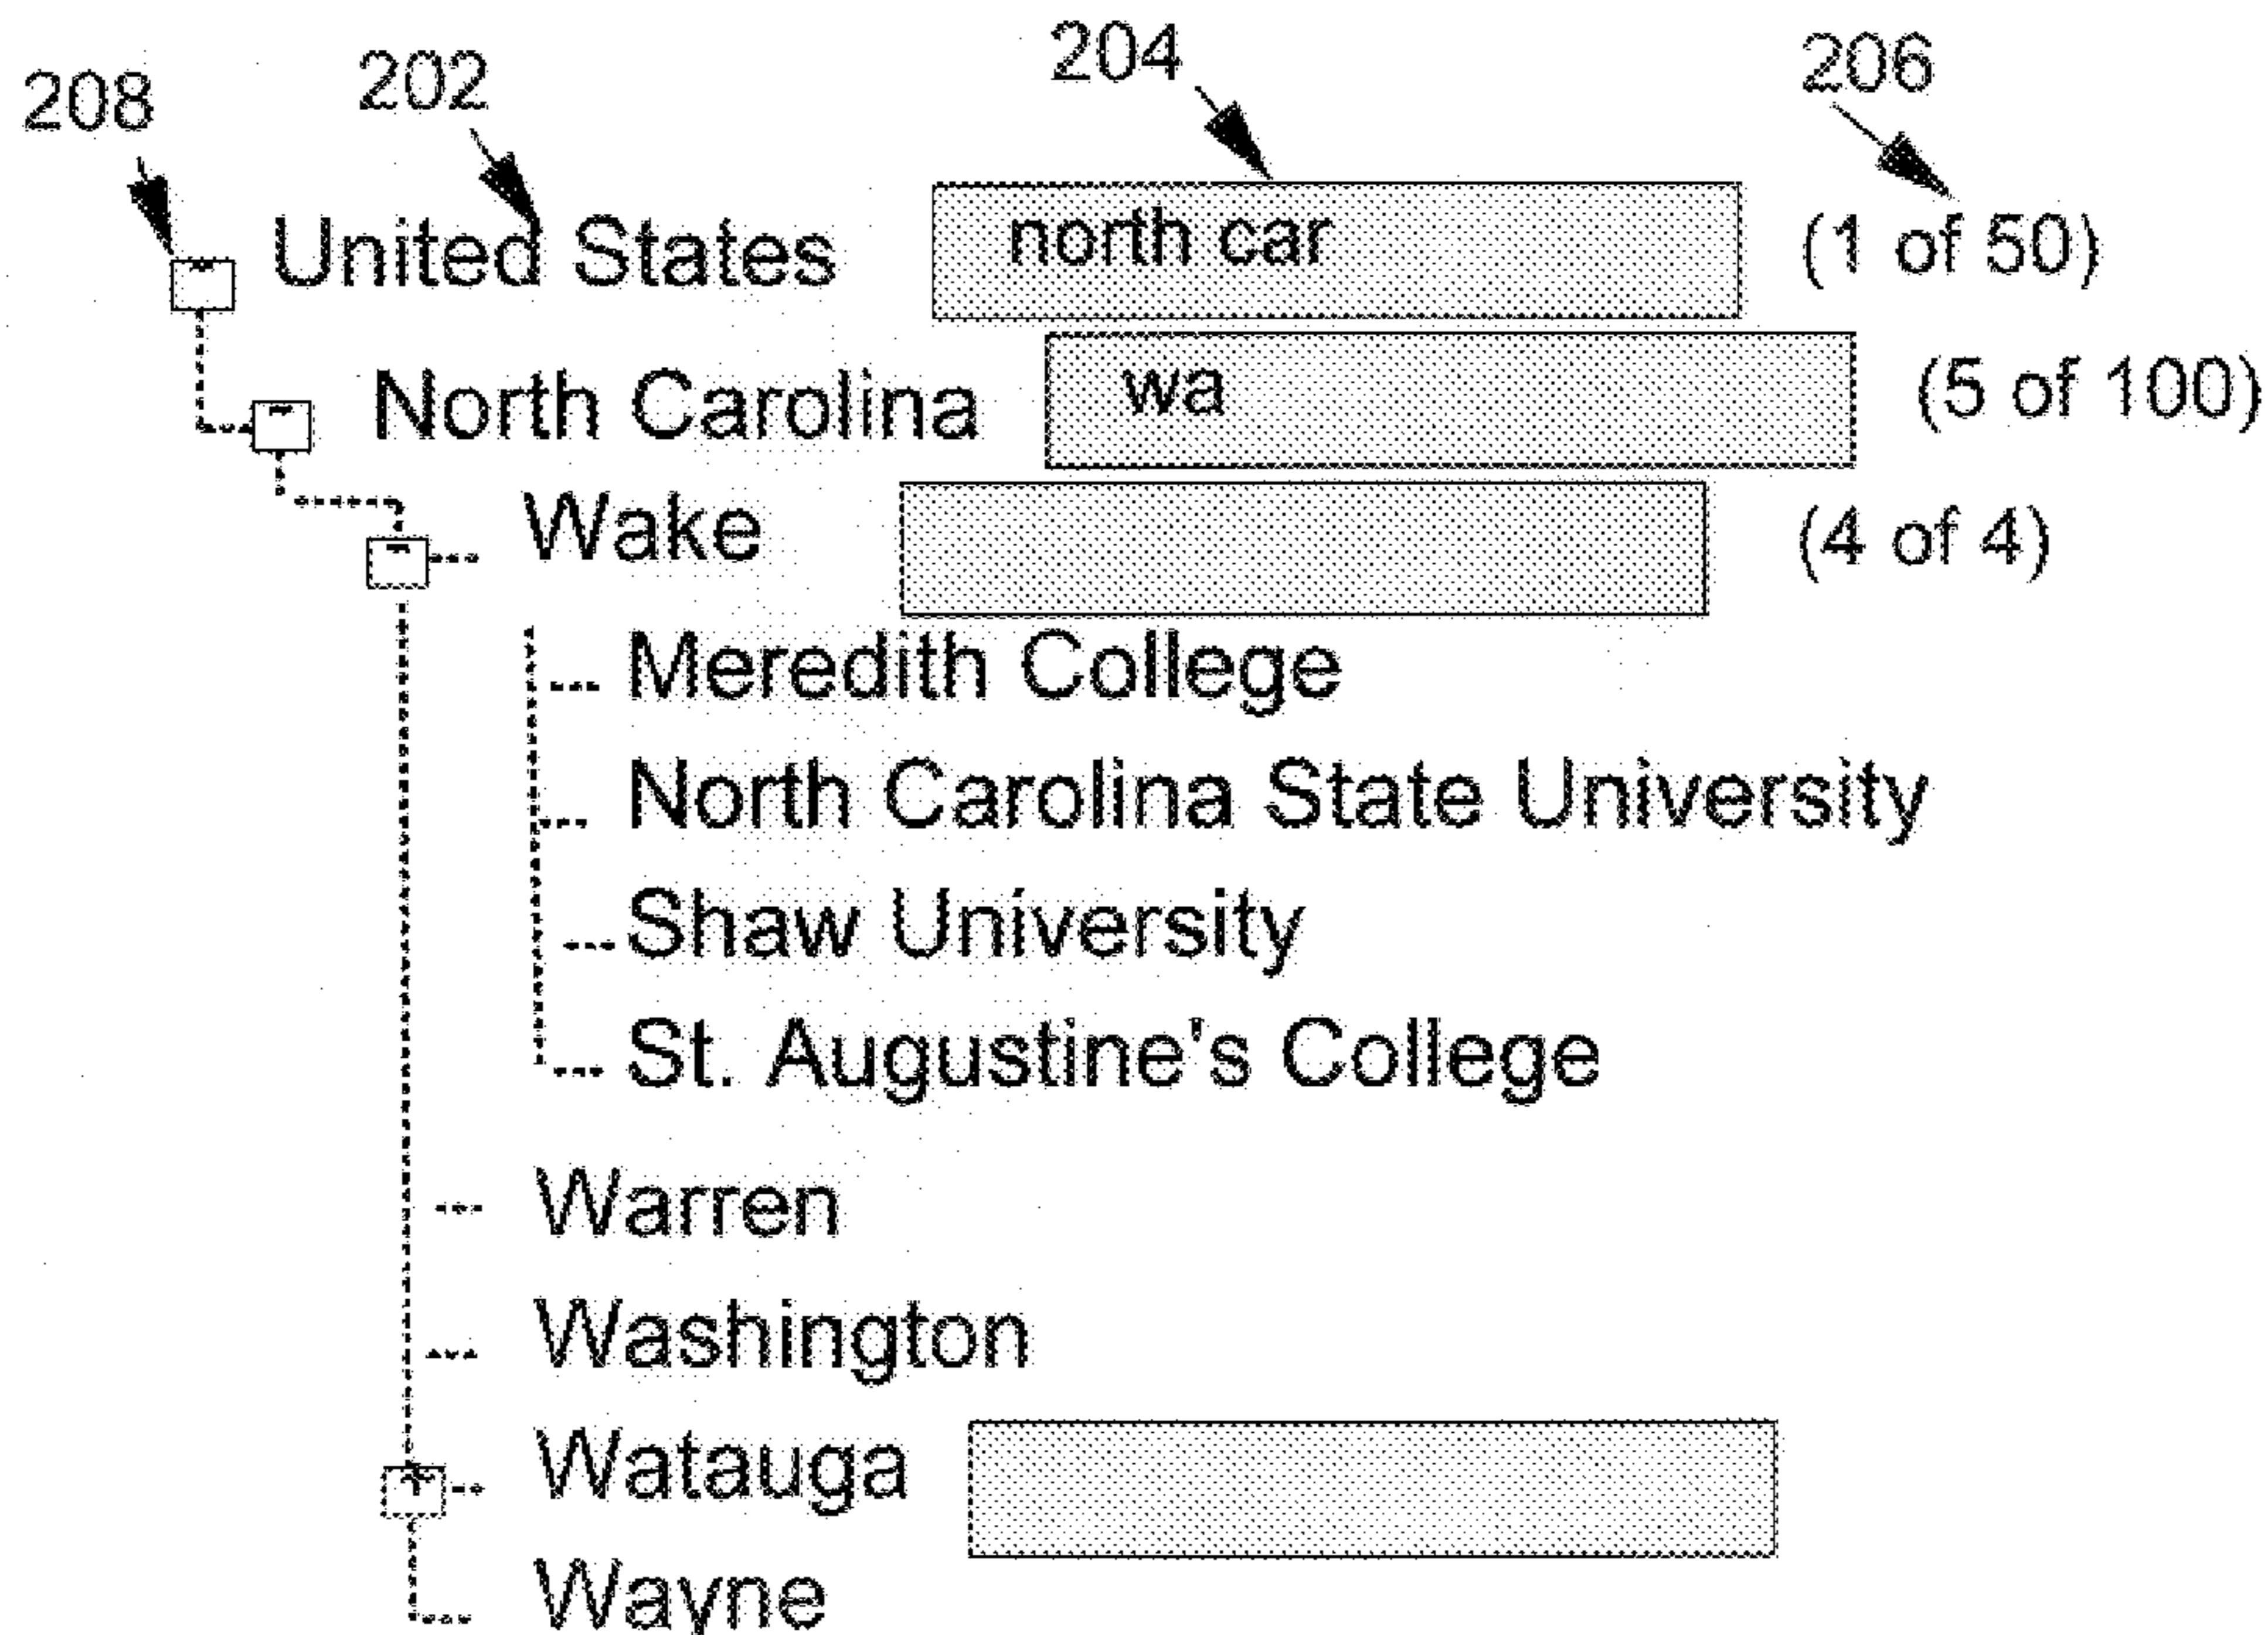 208 202 204 206
United States north car (1 of 50)
North Carolina wa (5 of 100)
Wake (4 of 4)
Meredith College
North Carolina State University
Shaw University
St. Augustine's College
Warren
Washington
Watauga
Wayne